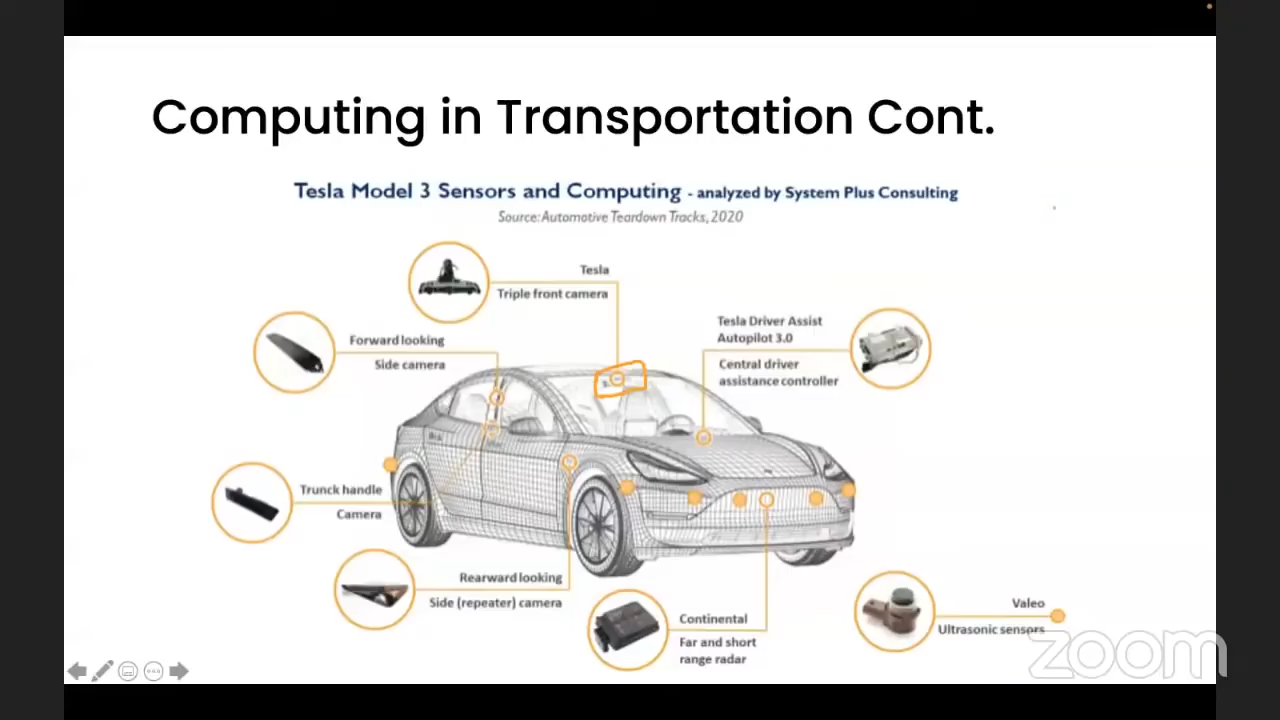 Computing in Transportation Cont.
Tesla Model 3 Sensors and Computing - analyzed by System Plus Consulting
Source: Automotive Teardown Tracks, 2020
Tesla
Triple front camera
Tesla Driver Assist
Autopilot 3.0
Central driver
assistance controller
Forward looking
Side camera
Trunck handle
Camera
Rearward looking
Side (repeater) camera
Continental
Far and short
range radar
Valeo
Ultrasonic sensors
zoom